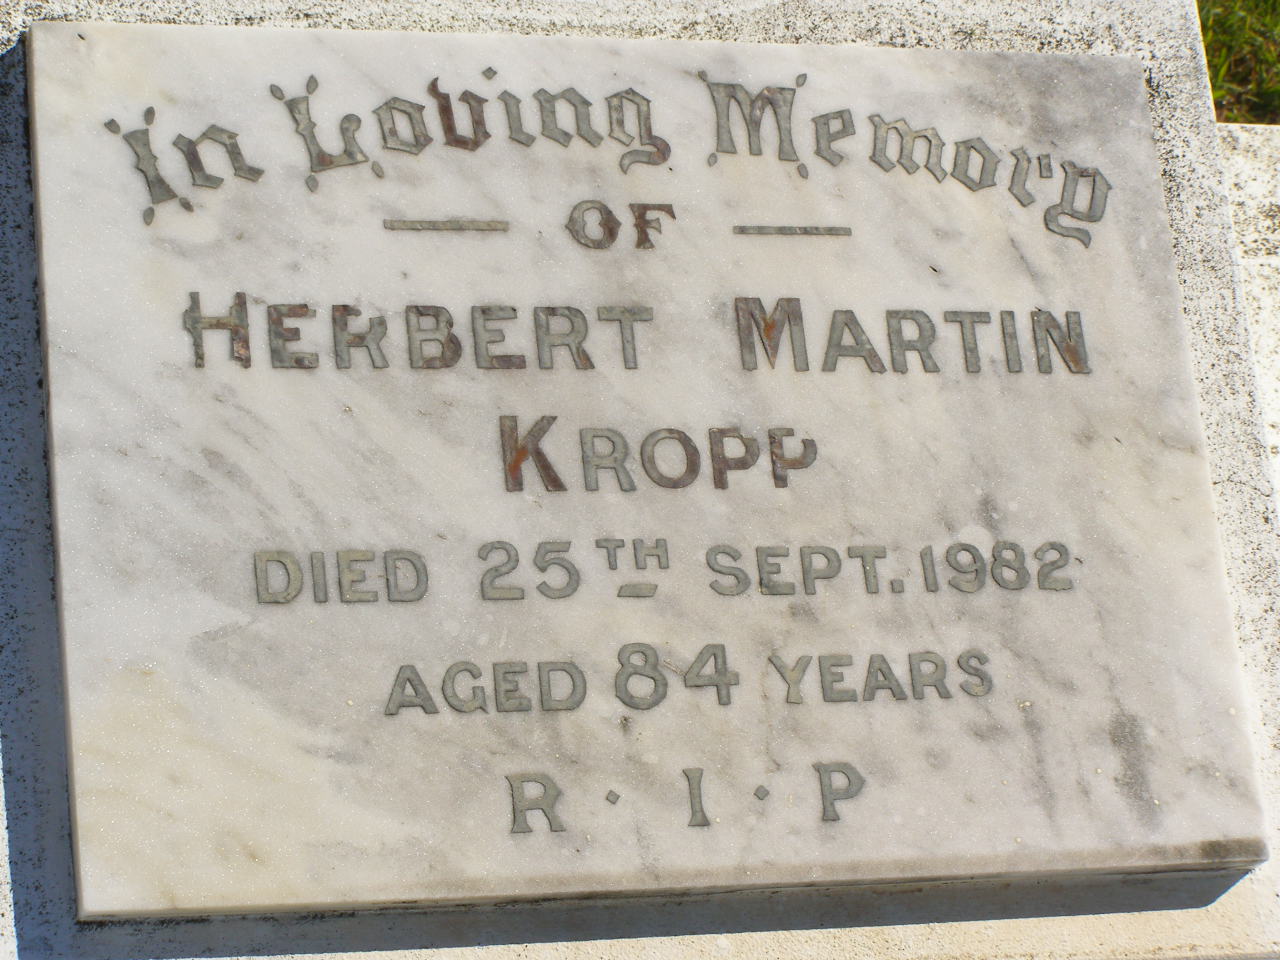 In Loving Memory
OF
HERBERT MARTIN
KROPP
DIED 25TH SEPT. 1982
AGED 84 YEARS
R · I · P